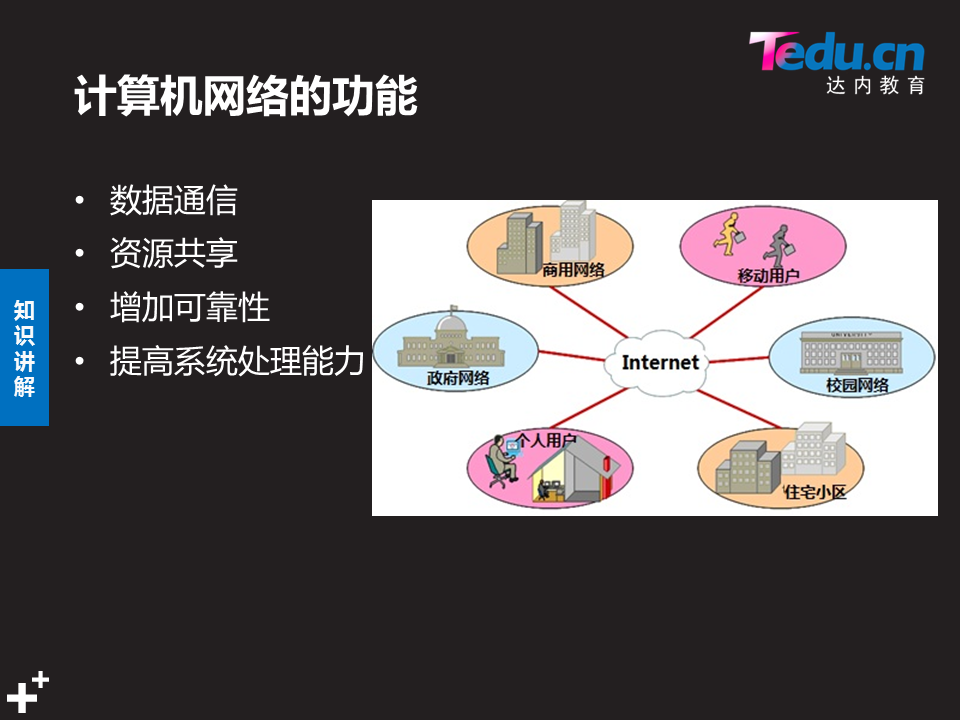 Tedu.cn
达内教育
计算机网络的功能
• 数据通信
• 资源共享
• 增加可靠性
• 提高系统处理能力
知识讲解
商用网络
移动用户
政府网络
Internet
校园网络
个人用户
住宅小区
UNIVERSITY